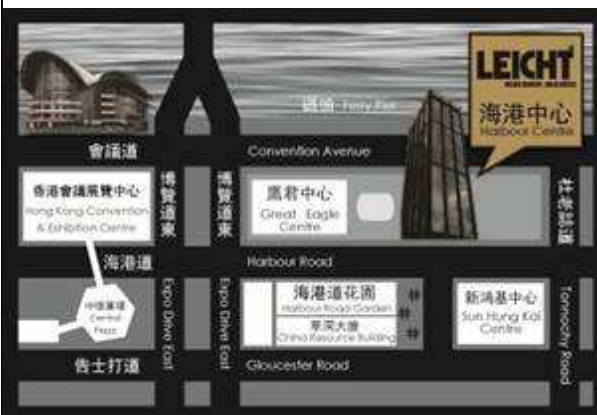 LEICHT
海港中心
Harbour Centre
碼頭 Ferry Pier
會議道
Convention Avenue
香港會議展覽中心
Hong Kong Convention
& Exhibition Centre
博覽道東
博覽道東
鷹君中心
Great Eagle
Centre
杜老誌道
海港道
Harbour Road
中環廣場
Central
Plaza
Expo Drive East
Expo Drive East
海港道花園
Harbour Road Garden
華潤大廈
China Resource Building
新鴻基中心
Sun Hung Kai
Centre
Tonnochy Road
告士打道
Gloucester Road